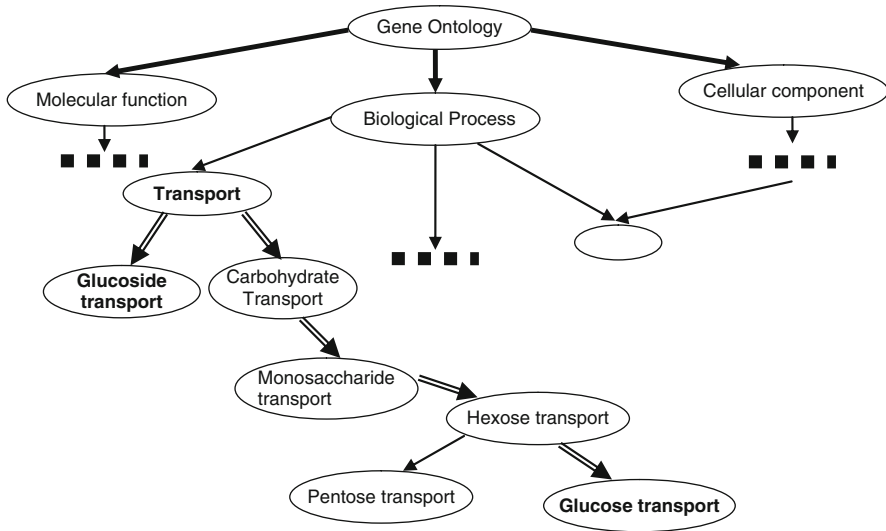 Gene Ontology
Molecular function
Biological Process
Cellular component
Transport
Glucoside
transport
Carbohydrate
Transport
Monosaccharide
transport
Hexose transport
Pentose transport
Glucose transport